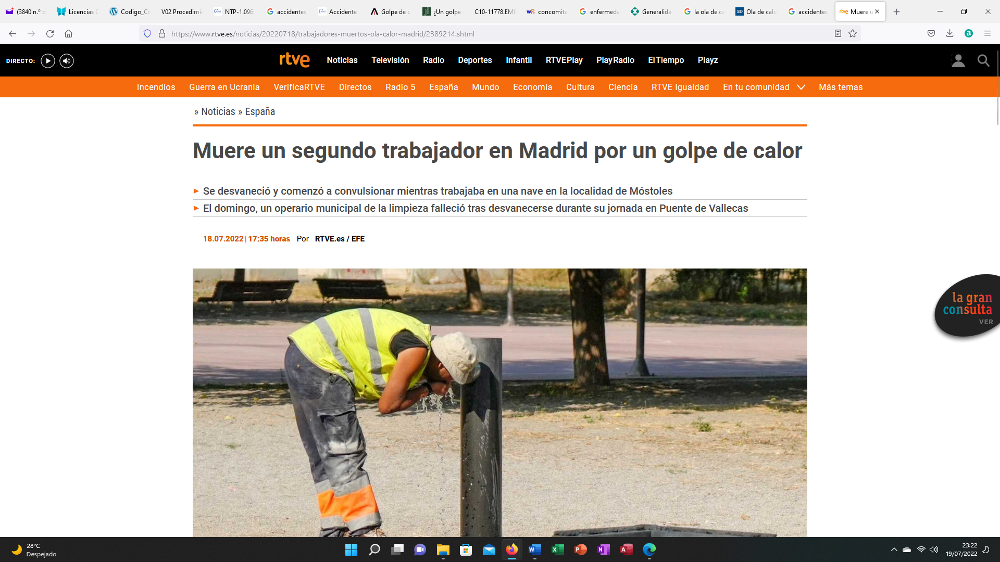 (3840 n.º d
Licencias
Codigo_Co
V02 Procedimie
NTP-1.096
accidentes
Accidente
Golpe de c
¿Un golpe
C10-11778.EME
concomita
enfermeda
Generalida
la ola de ca
Ola de calo
accidentes
Muere u
https://www.rtve.es/noticias/20220718/trabajadores-muertos-ola-calor-madrid/2389214.shtml
DIRECTO:
rtve
Noticias Televisión Radio Deportes Infantil RTVEPlay PlayRadio ElTiempo Playz
Incendios Guerra en Ucrania VerificaRTVE Directos Radio 5 España Mundo Economía Cultura Ciencia RTVE Igualdad En tu comunidad Más temas
» Noticias » España
Muere un segundo trabajador en Madrid por un golpe de calor
Se desvaneció y comenzó a convulsionar mientras trabajaba en una nave en la localidad de Móstoles
El domingo, un operario municipal de la limpieza falleció tras desvanecerse durante su jornada en Puente de Vallecas
18.07.2022 | 17:35 horas Por RTVE.es / EFE
la gran
consulta
VER
28°C
Despejado
23:22
19/07/2022